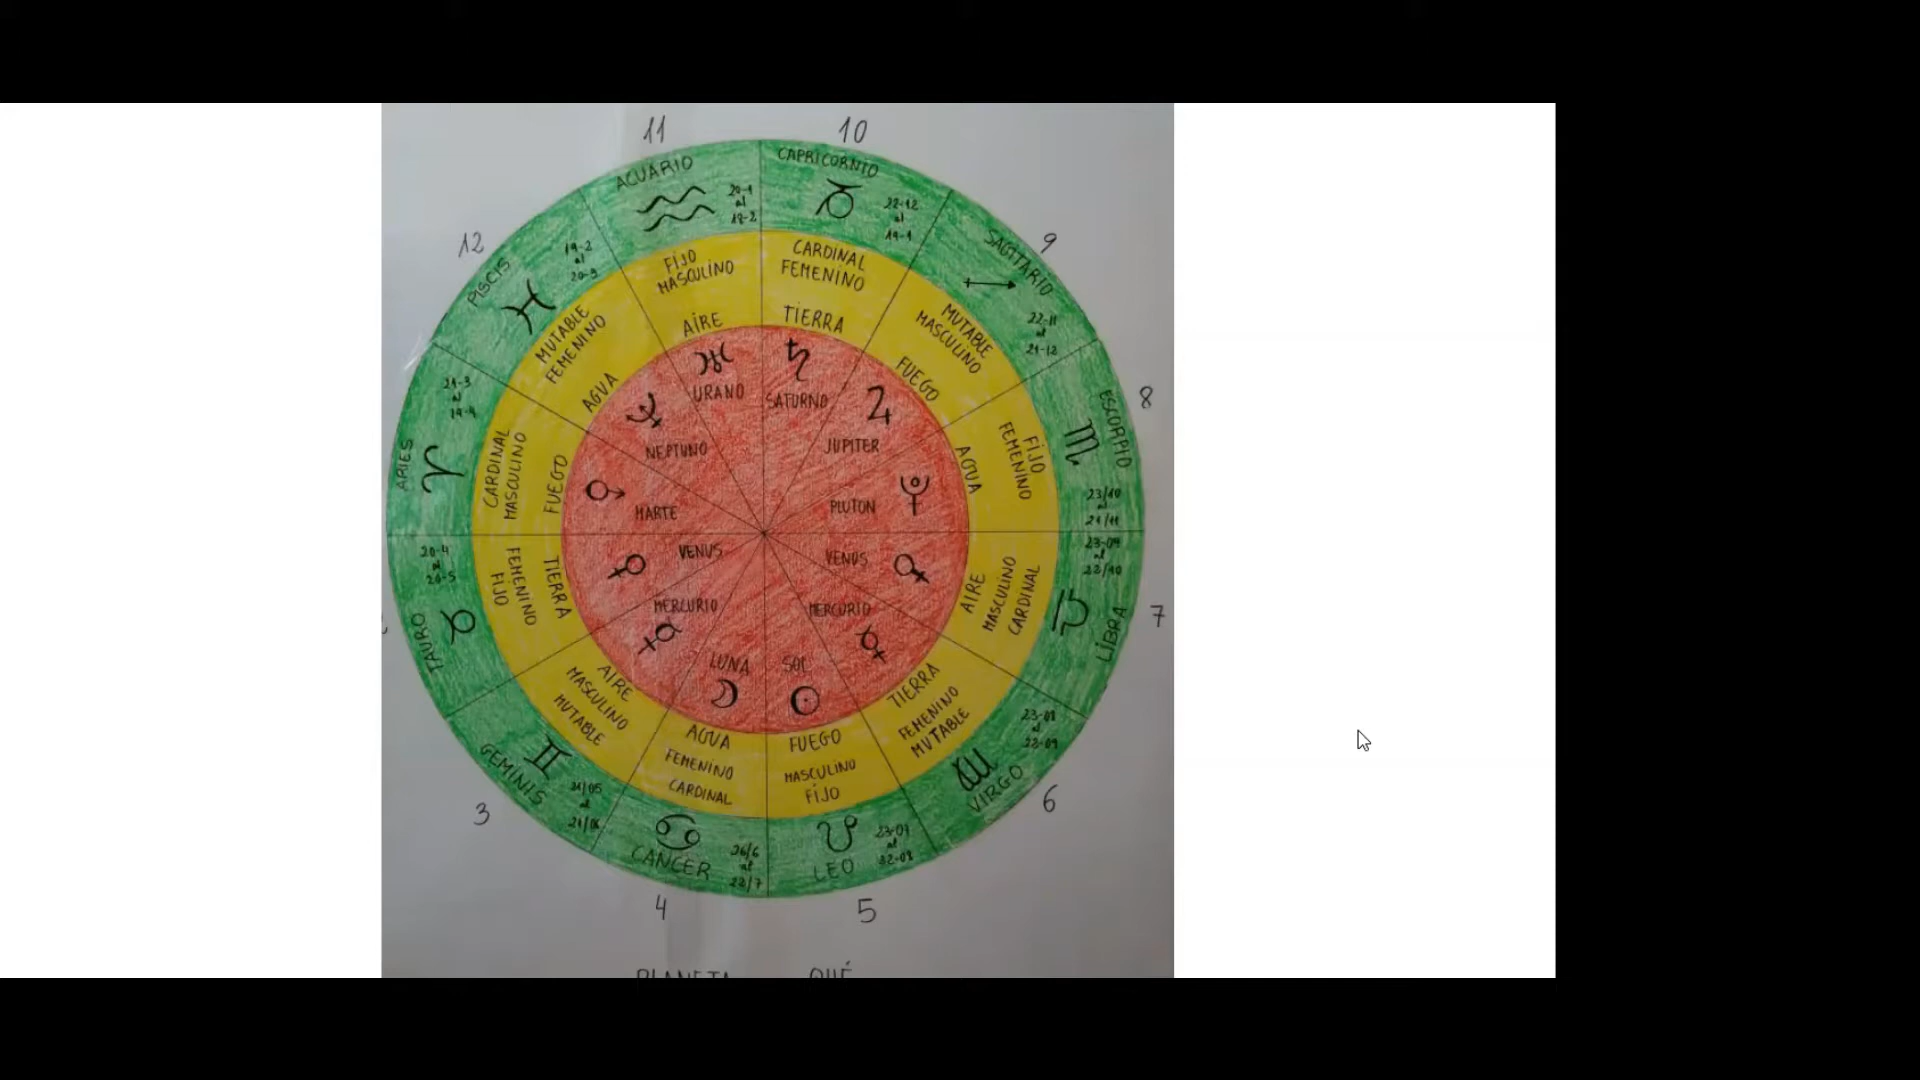 11
10
ACUARIO
20-1
al
18-2
CAPRICORNIO
22-12
al
19-1
9
SAGITARIO
22-11
al
21-12
12
PISCIS
19-2
al
20-3
FIJO
MASCULINO
AIRE
CARDINAL
FEMENINO
TIERRA
MUTABLE
MASCULINO
FUEGO
MUTABLE
FEMENINO
AGUA
8
ESCORPIO
23/10
al
21/11
FIJO
FEMENINO
AGUA
ARIES
21-3
al
19-4
CARDINAL
MASCULINO
FUEGO
URANO
SATURNO
JUPITER
NEPTUNO
PLUTON
MARTE
VENUS
VENUS
MERCURIO
MERCURIO
LUNA
SOL
TAURO
20-4
al
20-5
TIERRA
FEMENINO
FIJO
7
LIBRA
23-09
al
22/10
AIRE
MASCULINO
CARDINAL
3
GEMINIS
21/05
al
21/06
AIRE
MASCULINO
MUTABLE
AGUA
FEMENINO
CARDINAL
FUEGO
MASCULINO
FIJO
TIERRA
FEMENINO
MUTABLE
6
VIRGO
23-08
al
22-09
CANCER
al
22/7
LEO
23-07
al
4
5
PLANETA QUÉ